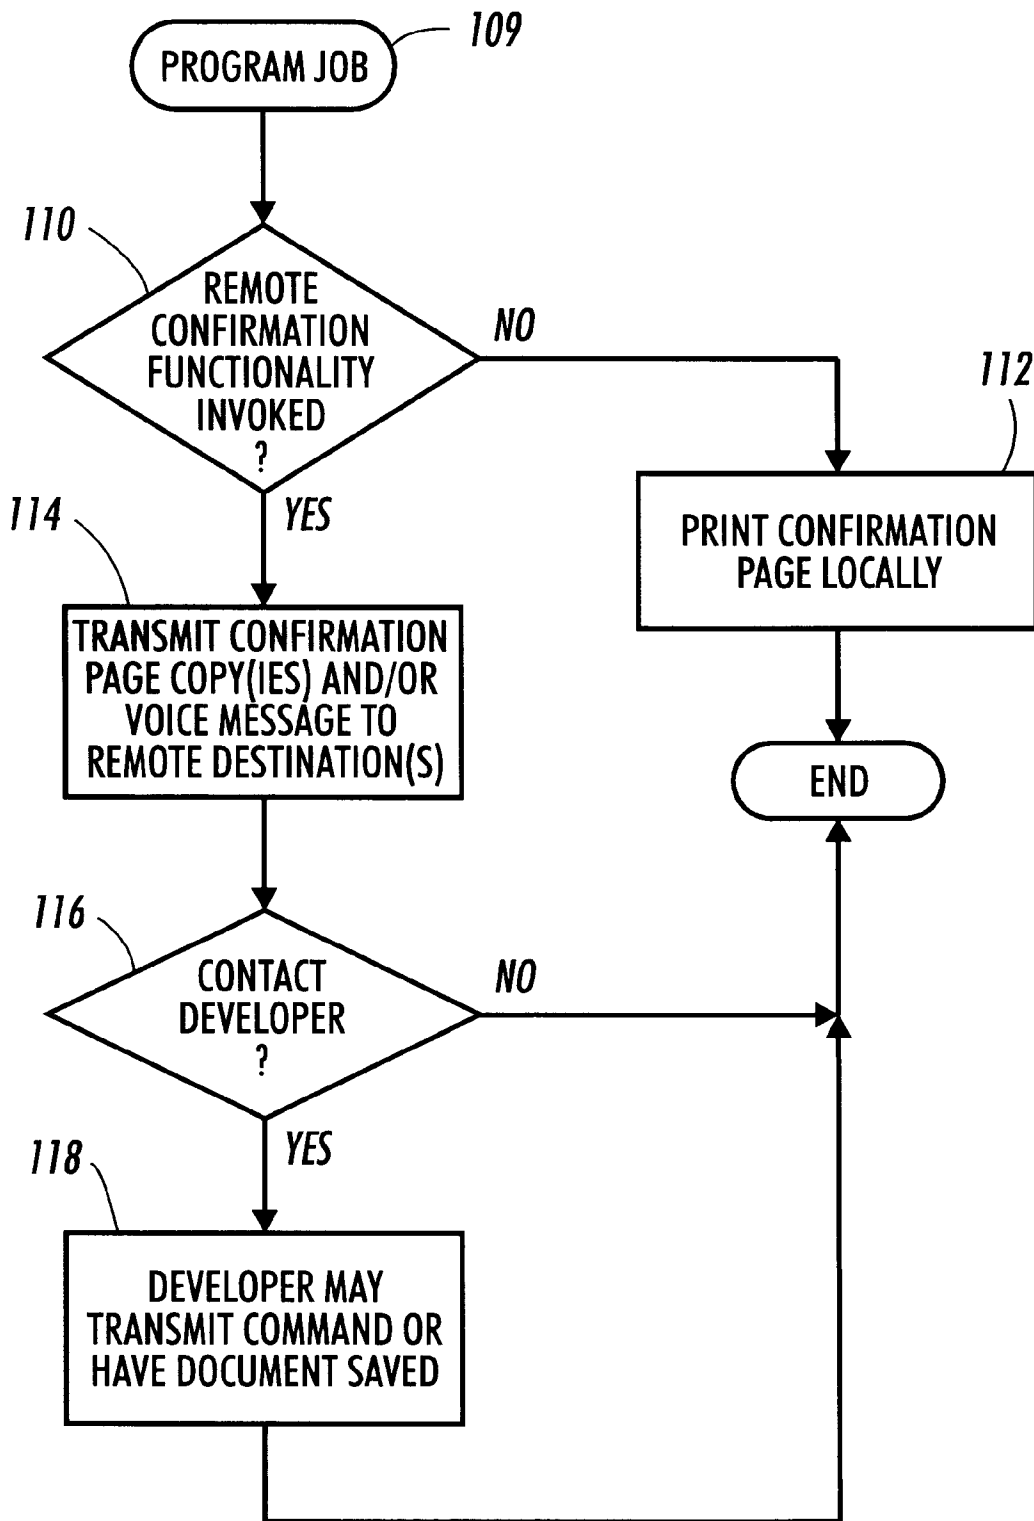 109
PROGRAM JOB
110
REMOTE
CONFIRMATION
FUNCTIONALITY
INVOKED
?
NO
YES
112
PRINT CONFIRMATION
PAGE LOCALLY
114
TRANSMIT CONFIRMATION
PAGE COPY(IES) AND/OR
VOICE MESSAGE TO
REMOTE DESTINATION(S)
END
116
CONTACT
DEVELOPER
?
NO
YES
118
DEVELOPER MAY
TRANSMIT COMMAND OR
HAVE DOCUMENT SAVED